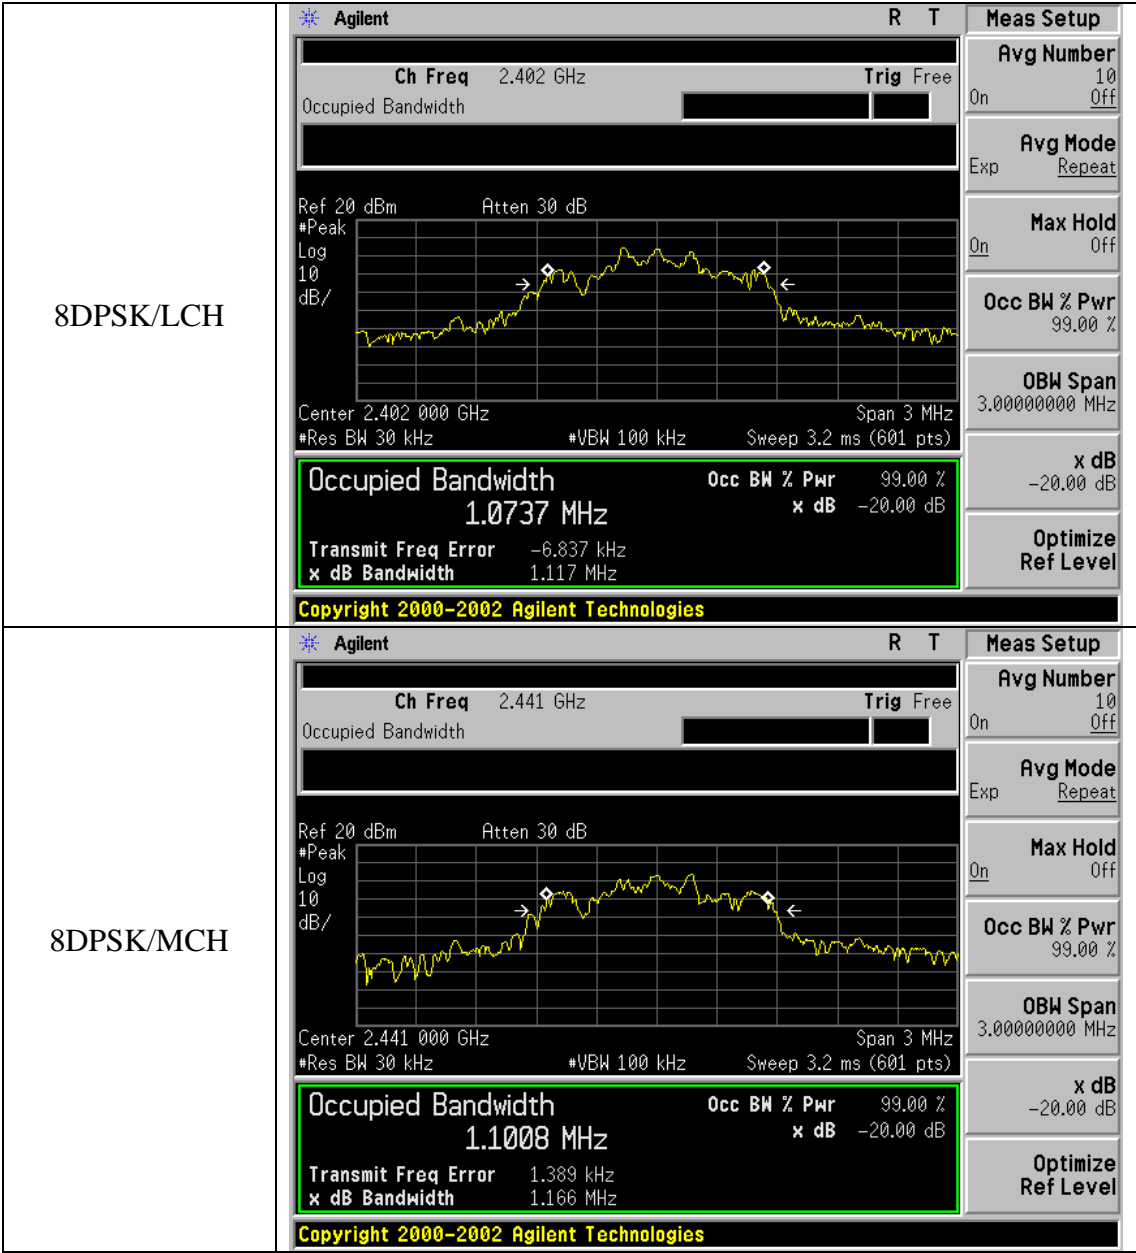 8DPSK/LCH
Agilent R T Meas Setup
Ch Freq 2.402 GHz Trig Free
Occupied Bandwidth
Avg Number
10
On Off
Avg Mode
Exp Repeat
Ref 20 dBm Atten 30 dB
#Peak
Log
10
dB/
Max Hold
On Off
Occ BW % Pwr
99.00 %
OBW Span
3.00000000 MHz
Center 2.402 000 GHz Span 3 MHz
#Res BW 30 kHz #VBW 100 kHz Sweep 3.2 ms (601 pts)
Occupied Bandwidth Occ BW % Pwr 99.00 %
1.0737 MHz x dB -20.00 dB
Transmit Freq Error -6.837 kHz
x dB Bandwidth 1.117 MHz
x dB
-20.00 dB
Optimize
Ref Level
Copyright 2000-2002 Agilent Technologies
8DPSK/MCH
Agilent R T Meas Setup
Ch Freq 2.441 GHz Trig Free
Occupied Bandwidth
Avg Number
10
On Off
Avg Mode
Exp Repeat
Ref 20 dBm Atten 30 dB
#Peak
Log
10
dB/
Max Hold
On Off
Occ BW % Pwr
99.00 %
OBW Span
3.00000000 MHz
Center 2.441 000 GHz Span 3 MHz
#Res BW 30 kHz #VBW 100 kHz Sweep 3.2 ms (601 pts)
Occupied Bandwidth Occ BW % Pwr 99.00 %
1.1008 MHz x dB -20.00 dB
Transmit Freq Error 1.389 kHz
x dB Bandwidth 1.166 MHz
x dB
-20.00 dB
Optimize
Ref Level
Copyright 2000-2002 Agilent Technologies